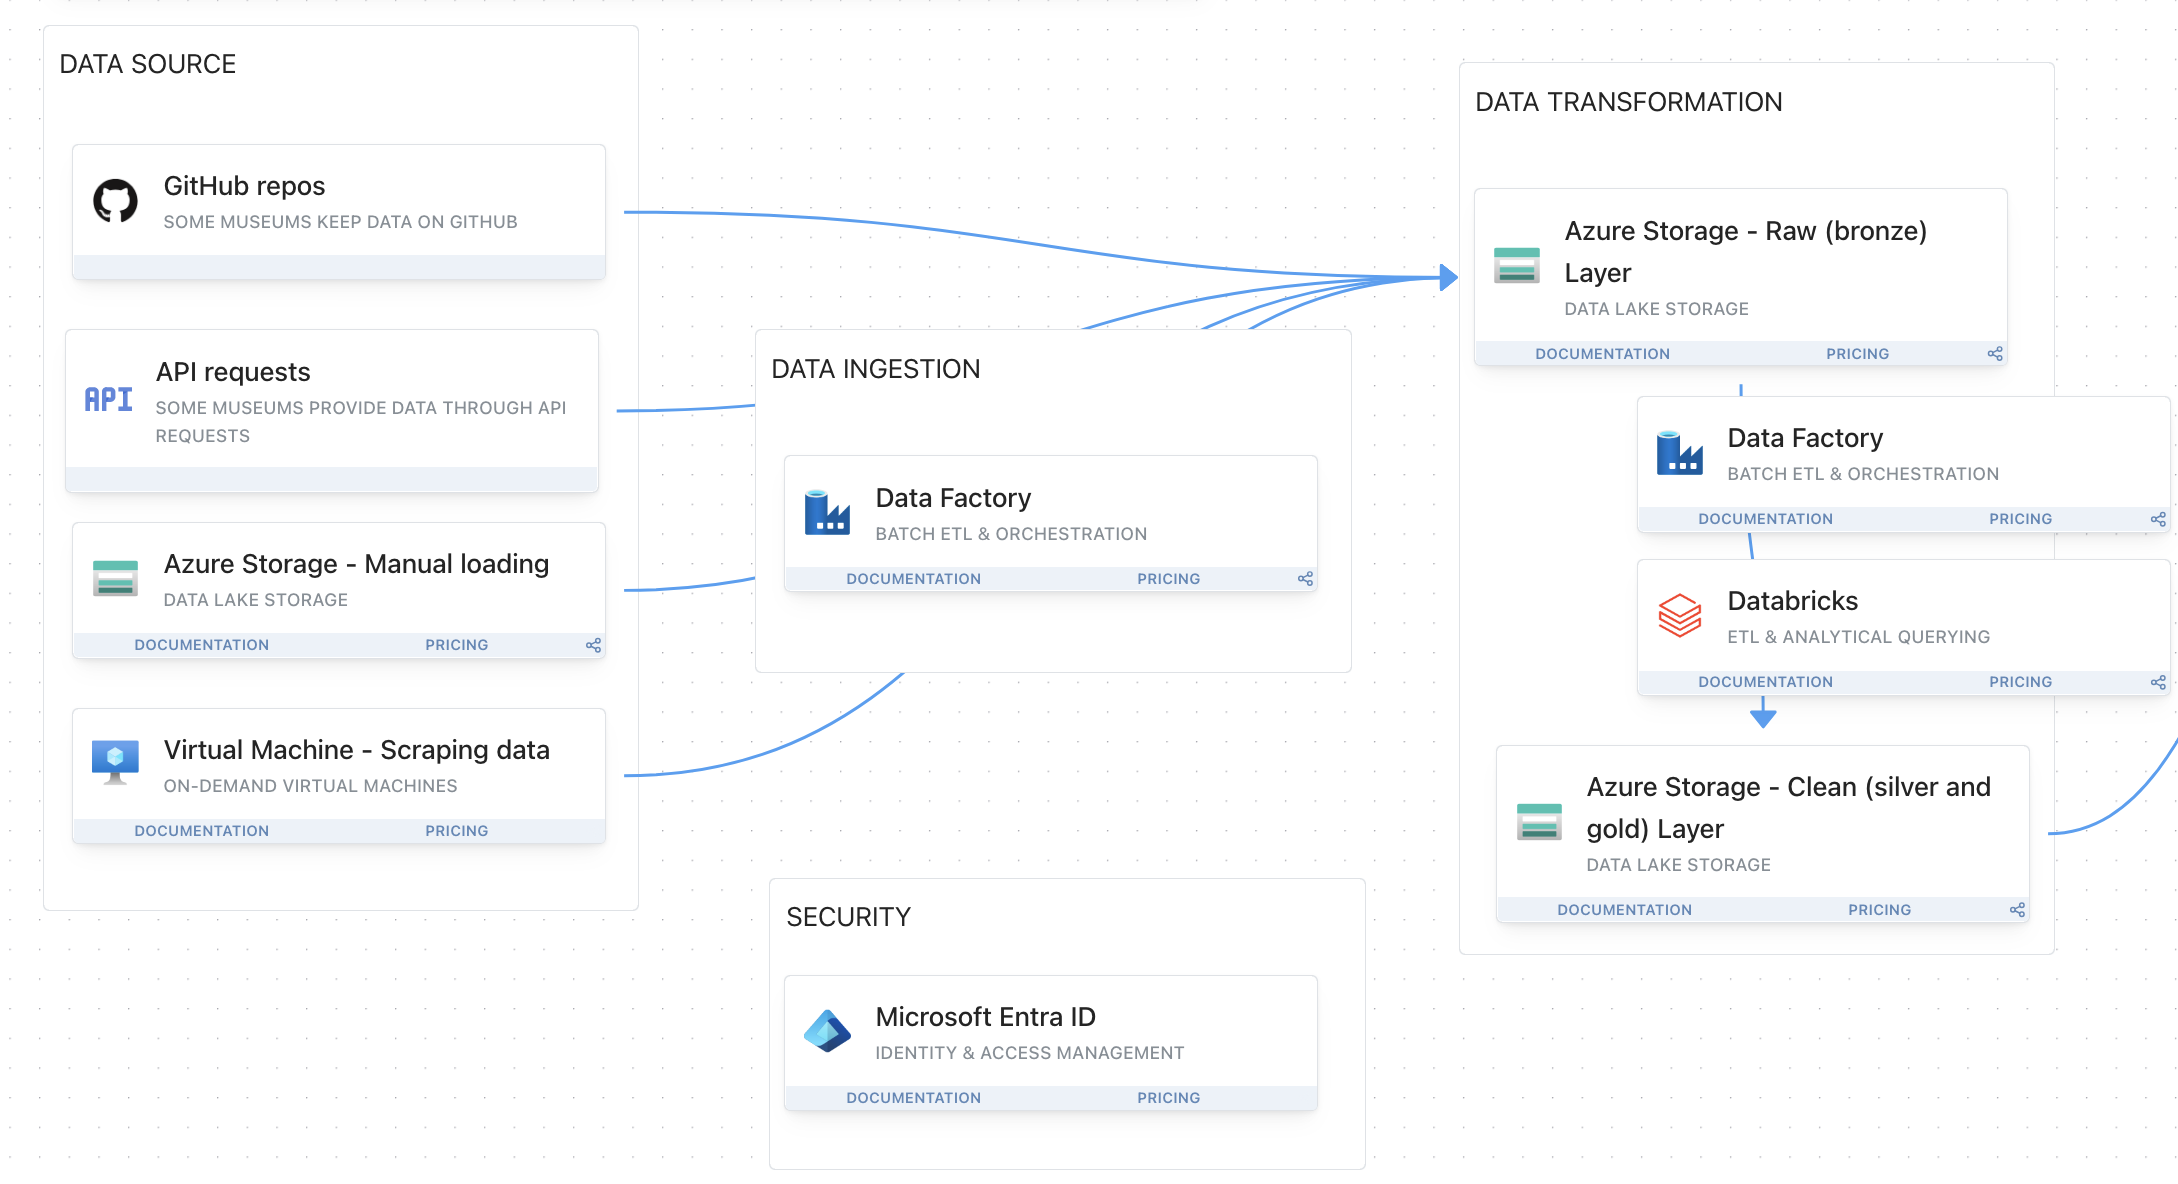 DATA SOURCE
GitHub repos
SOME MUSEUMS KEEP DATA ON GITHUB
API
API requests
SOME MUSEUMS PROVIDE DATA THROUGH API
REQUESTS
Azure Storage - Manual loading
DATA LAKE STORAGE
DOCUMENTATION PRICING
Virtual Machine - Scraping data
ON-DEMAND VIRTUAL MACHINES
DOCUMENTATION PRICING
DATA INGESTION
Data Factory
BATCH ETL & ORCHESTRATION
DOCUMENTATION PRICING
SECURITY
Microsoft Entra ID
IDENTITY & ACCESS MANAGEMENT
DOCUMENTATION PRICING
DATA TRANSFORMATION
Azure Storage - Raw (bronze)
Layer
DATA LAKE STORAGE
DOCUMENTATION PRICING
Data Factory
BATCH ETL & ORCHESTRATION
DOCUMENTATION PRICING
Databricks
ETL & ANALYTICAL QUERYING
DOCUMENTATION PRICING
Azure Storage - Clean (silver and
gold) Layer
DATA LAKE STORAGE
DOCUMENTATION PRICING